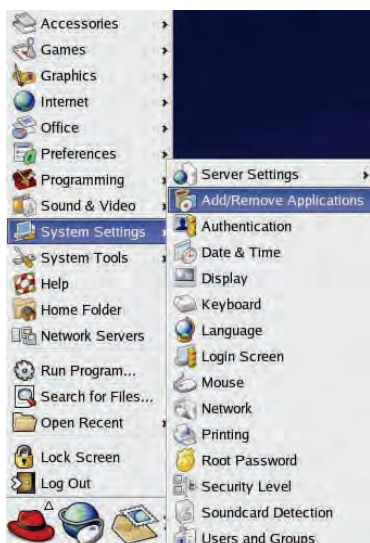 Accessories
Games
Graphics
Internet
Office
Preferences
Programming
Sound & Video
System Settings
System Tools
Help
Home Folder
Network Servers
Run Program...
Search for Files...
Open Recent
Lock Screen
Log Out
Server Settings
Add/Remove Applications
Authentication
Date & Time
Display
Keyboard
Language
Login Screen
Mouse
Network
Printing
Root Password
Security Level
Soundcard Detection
Users and Groups